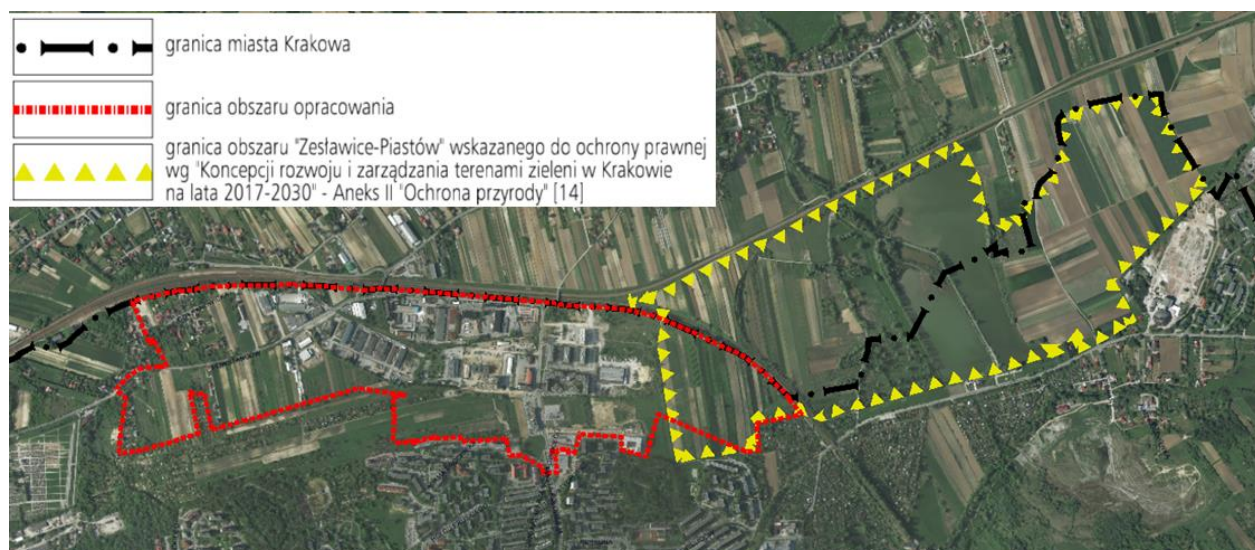 granica miasta Krakowa
granica obszaru opracowania
granica obszaru "Zesławice-Piastów" wskazanego do ochrony prawnej
wg "Koncepcji rozwoju i zarządzania terenami zieleni w Krakowie
na lata 2017-2030" - Aneks II "Ochrona przyrody" [14]